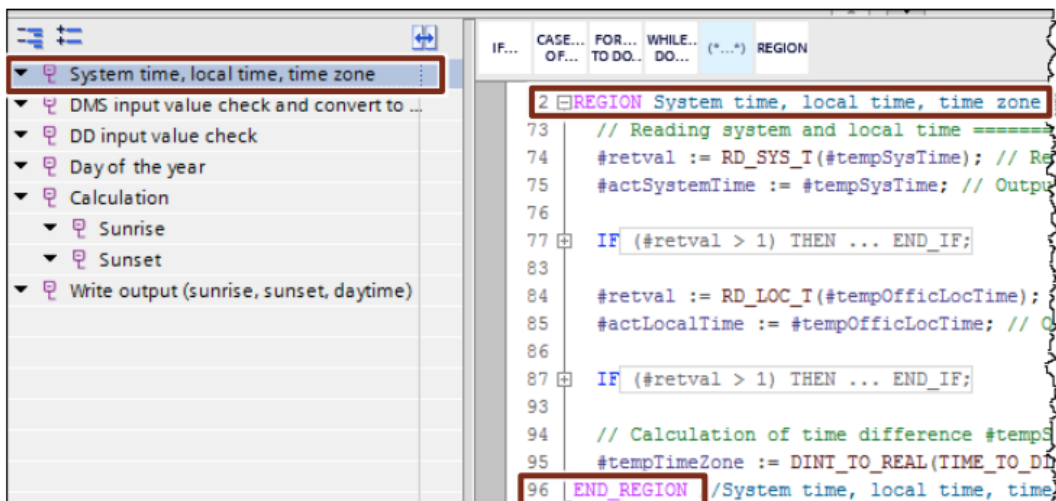 System time, local time, time zone
DMS input value check and convert to ...
DD input value check
Day of the year
Calculation
Sunrise
Sunset
Write output (sunrise, sunset, daytime)
IF... CASE... OF... FOR... TO DO... WHILE... DO... (*...*) REGION
2 REGION System time, local time, time zone
73 // Reading system and local time =======
74 #retval := RD_SYS_T(#tempSysTime); // Re
75 #actSystemTime := #tempSysTime; // Outpu
76
77 IF (#retval > 1) THEN ... END_IF;
83
84 #retval := RD_LOC_T(#tempOfficLocTime);
85 #actLocalTime := #tempOfficLocTime; // O
86
87 IF (#retval > 1) THEN ... END_IF;
93
94 // Calculation of time difference #tempS
95 #tempTimeZone := DINT_TO_REAL(TIME_TO_DI
96 END_REGION /System time, local time, time